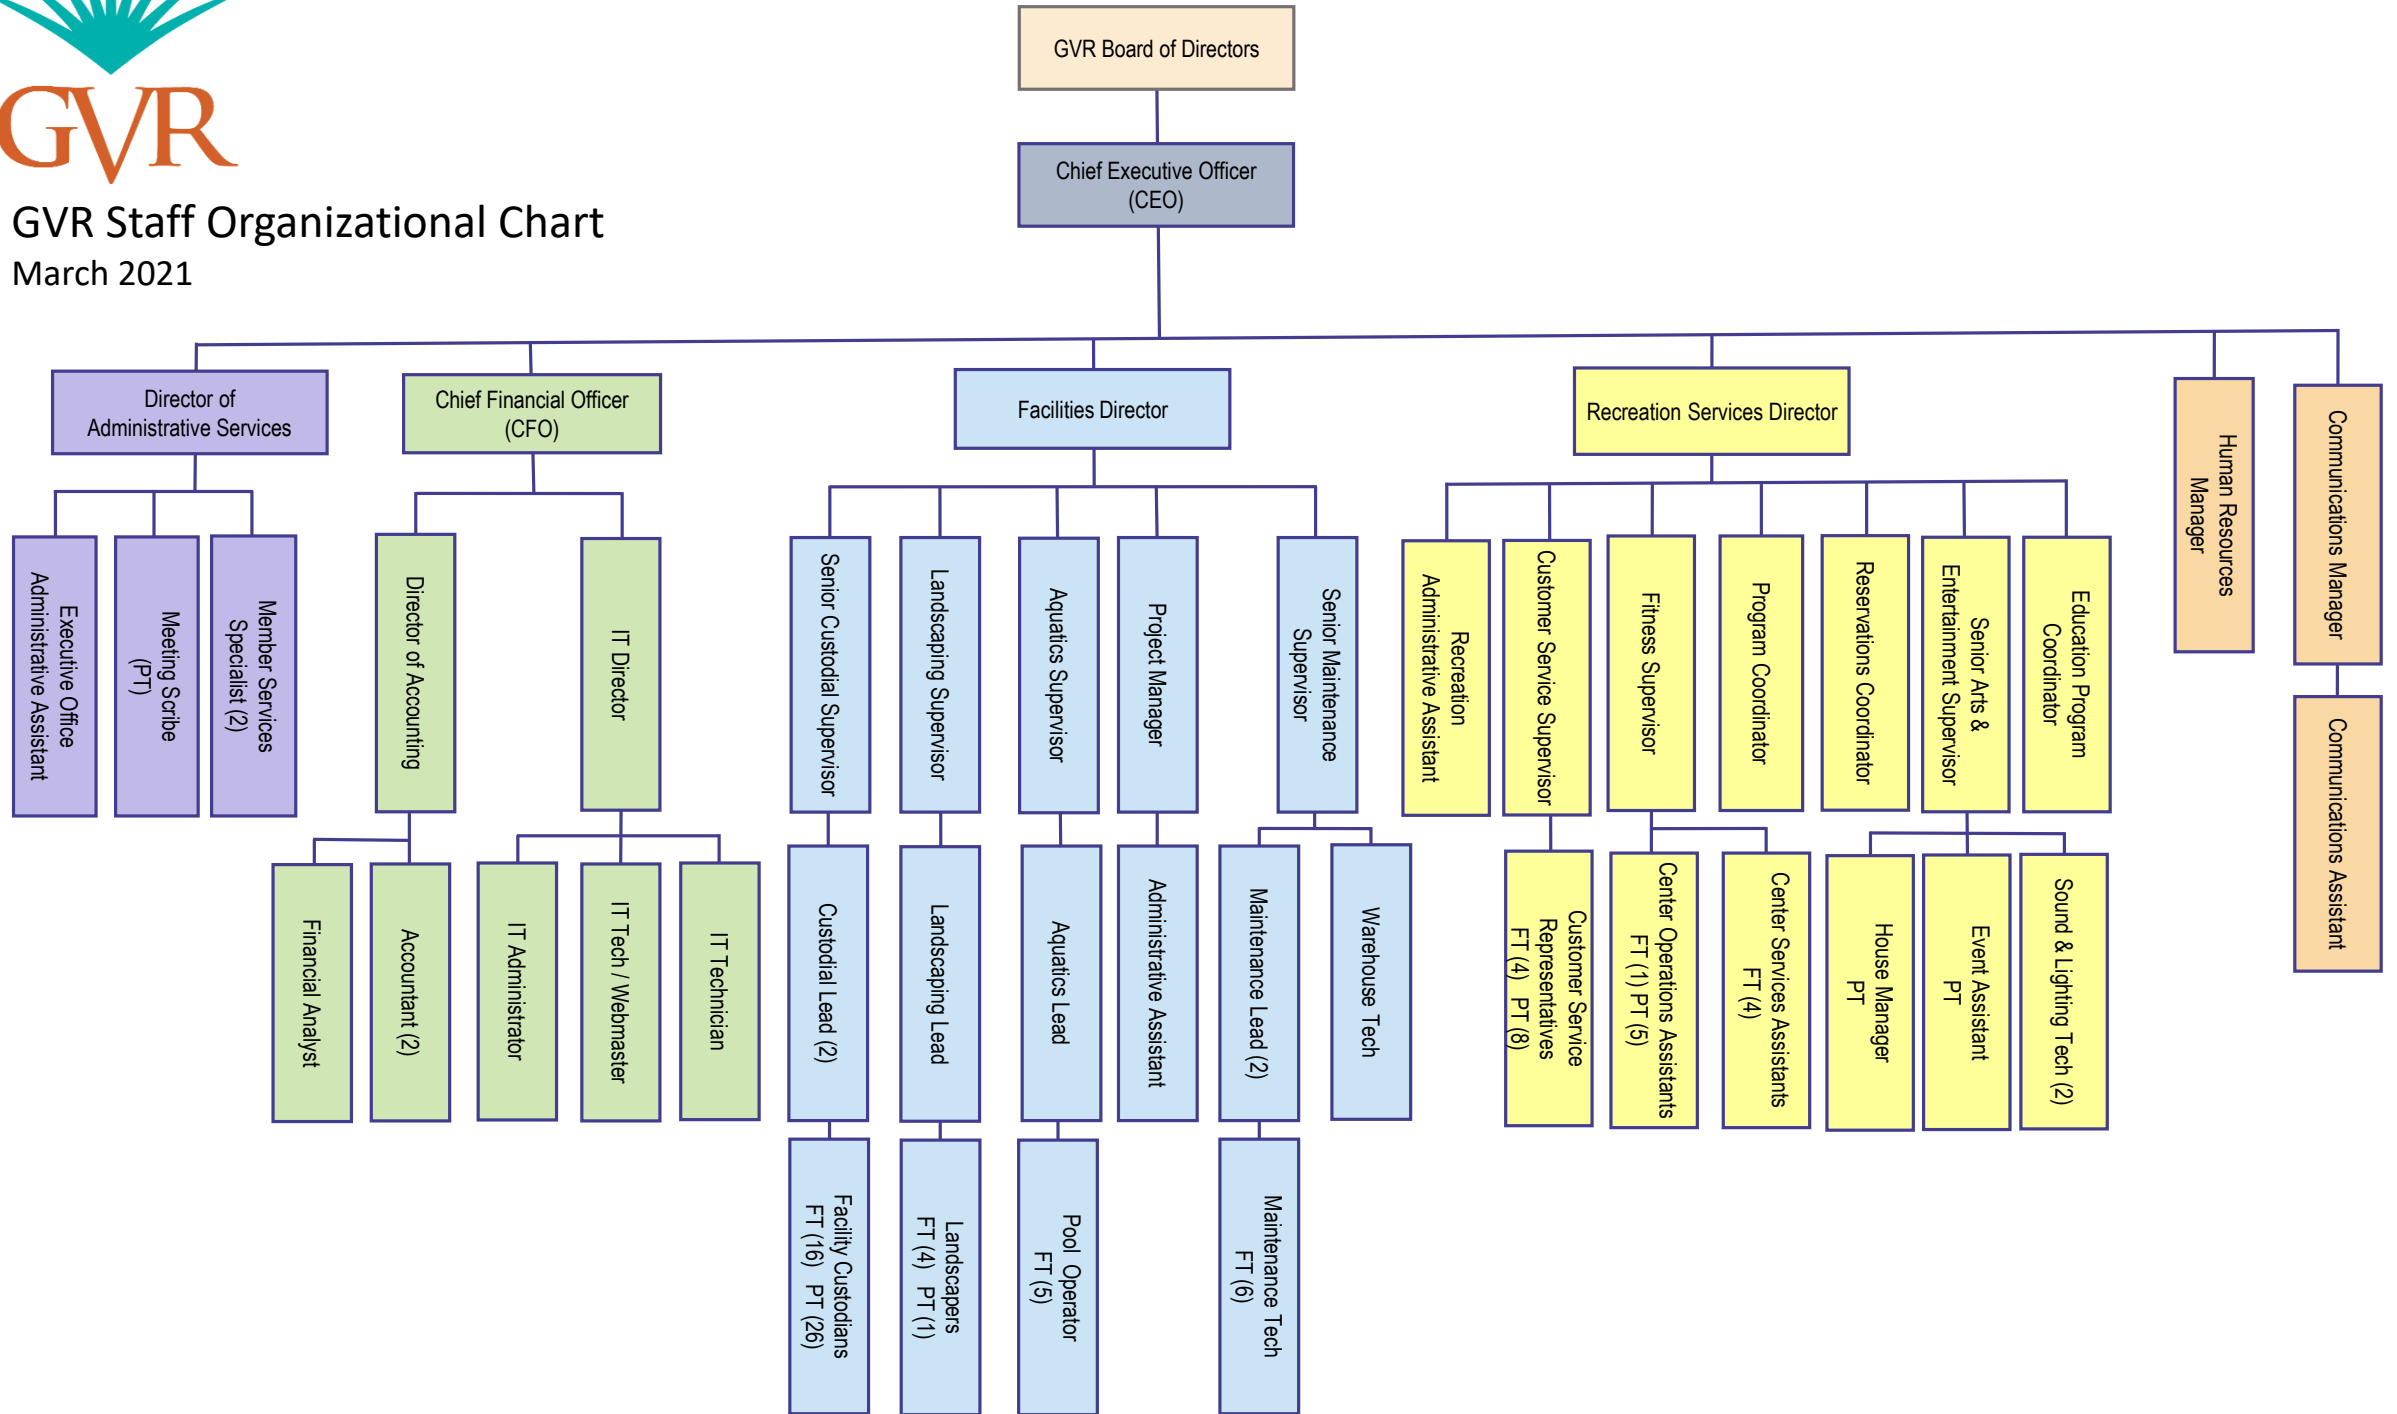 GVR
GVR Staff Organizational Chart
March 2021
GVR Board of Directors
Chief Executive Officer
(CEO)
Director of
Administrative Services
Chief Financial Officer
(CFO)
Facilities Director
Recreation Services Director
Human Resources
Manager
Communications Manager
Executive Office
Administrative Assistant
Meeting Scribe
(PT)
Member Services
Specialist (2)
Director of Accounting
IT Director
Senior Custodial Supervisor
Landscaping Supervisor
Aquatics Supervisor
Project Manager
Senior Maintenance
Supervisor
Recreation
Administrative Assistant
Customer Service Supervisor
Fitness Supervisor
Program Coordinator
Reservations Coordinator
Senior Arts &
Entertainment Supervisor
Education Program
Coordinator
Communications Assistant
Financial Analyst
Accountant (2)
IT Administrator
IT Tech / Webmaster
IT Technician
Custodial Lead (2)
Landscaping Lead
Aquatics Lead
Administrative Assistant
Maintenance Lead (2)
Warehouse Tech
Customer Service
Representatives
FT (4) PT (8)
Center Operations Assistants
FT (1) PT (5)
Center Services Assistants
FT (4)
House Manager
PT
Event Assistant
PT
Sound & Lighting Tech (2)
Facility Custodians
FT (16) PT (26)
Landscapers
FT (4) PT (1)
Pool Operator
FT (5)
Maintenance Tech
FT (6)